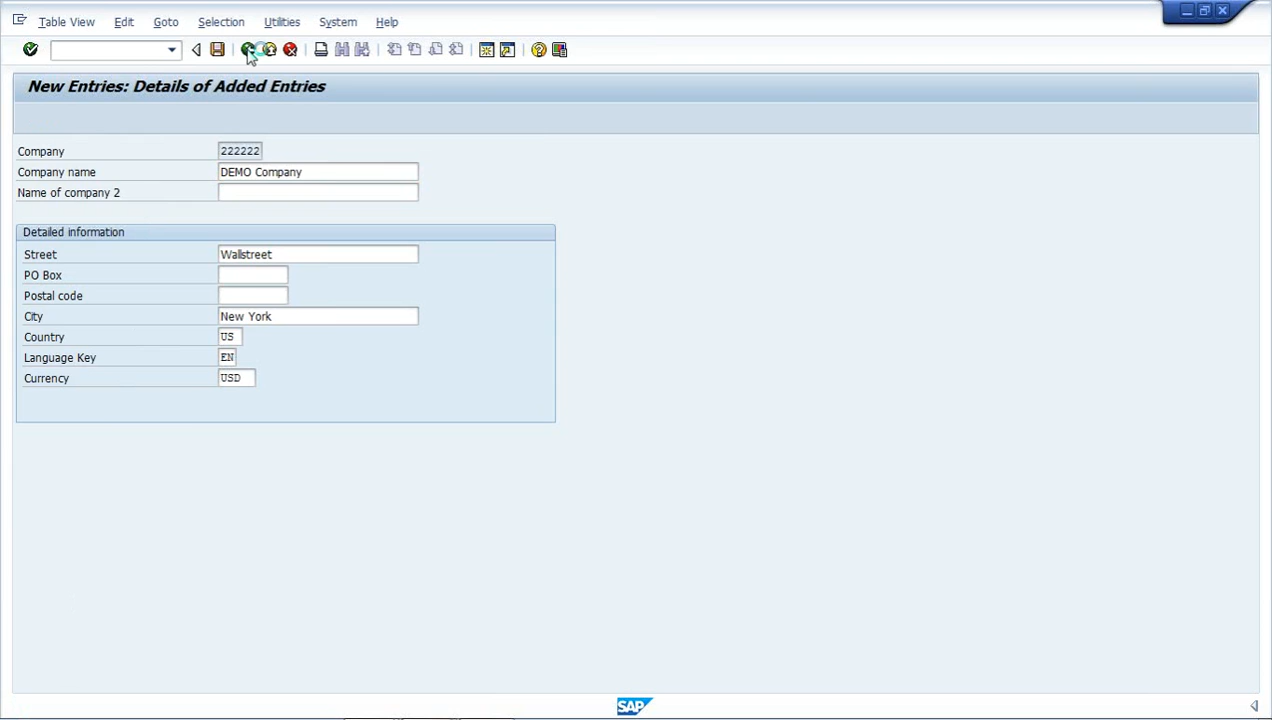 Table View Edit Goto Selection Utilities System Help
New Entries: Details of Added Entries
Company 222222
Company name DEMO Company
Name of company 2
Detailed information
Street Wallstreet
PO Box
Postal code
City New York
Country US
Language Key EN
Currency USD
SAP